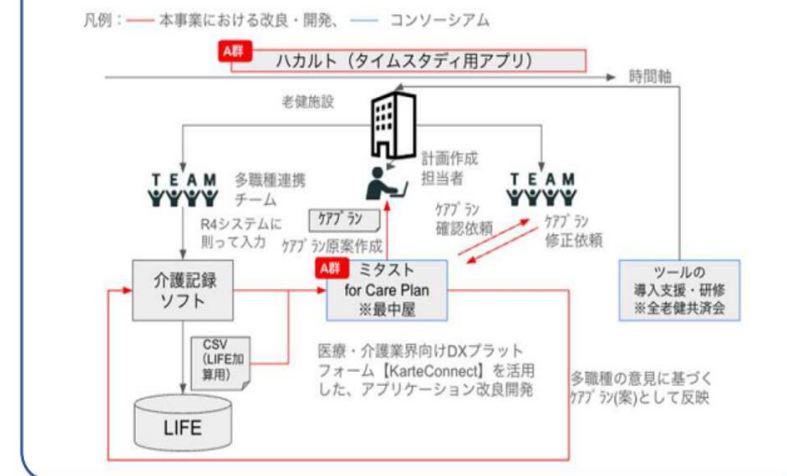 凡例：本事業における改良・開発、 コンソーシアム
A群
ハカルト（タイムスタディ用アプリ）
時間軸
老健施設
TEAM
多職種連携
チーム
計画作成
担当者
TEAM
R4システムに
則って入力
ｹｱﾌﾟﾗﾝ
ｹｱﾌﾟﾗﾝ原案作成
ｹｱﾌﾟﾗﾝ
確認依頼
ｹｱﾌﾟﾗﾝ
修正依頼
介護記録
ソフト
A群
ミタスト
for Care Plan
※最中屋
ツールの
導入支援・研修
※全老健共済会
CSV
（LIFE加
算用）
LIFE
医療・介護業界向けDXプラット
フォーム【KarteConnect】を活用
した、アプリケーション改良開発
多職種の意見に基づく
ｹｱﾌﾟﾗﾝ(案)として反映